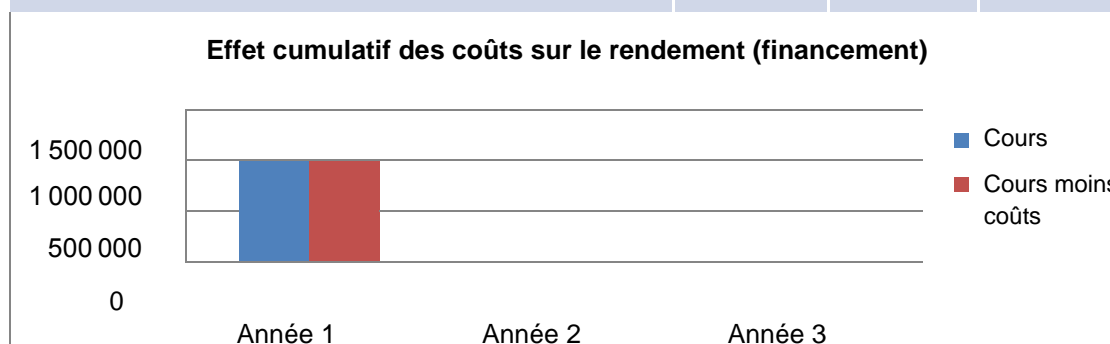 Effet cumulatif des coûts sur le rendement (financement)
1 500 000
1 000 000
500 000
0
Année 1
Année 2
Année 3
Cours
Cours moins
coûts